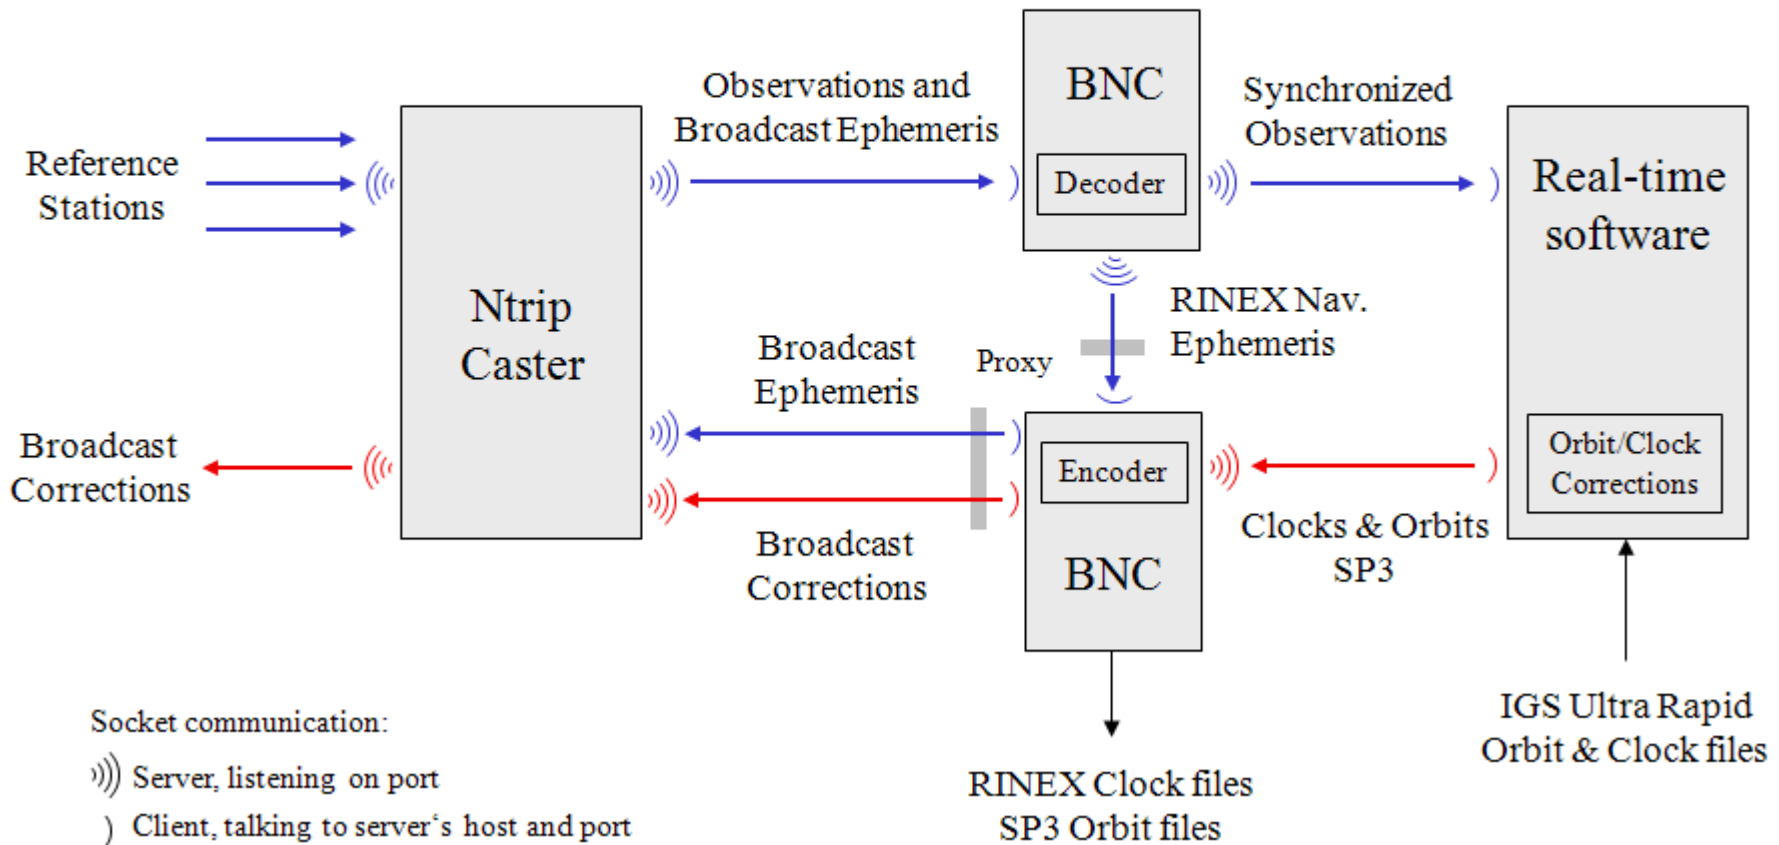 Reference
Stations
Ntrip
Caster
Observations and
Broadcast Ephemeris
BNC
Decoder
Synchronized
Observations
Real-time
software
RINEX Nav.
Ephemeris
Proxy
Broadcast
Ephemeris
Broadcast
Corrections
Broadcast
Corrections
Encoder
BNC
Orbit/Clock
Corrections
Clocks & Orbits
SP3
IGS Ultra Rapid
Orbit & Clock files
RINEX Clock files
SP3 Orbit files
Socket communication:
Server, listening on port
Client, talking to server‘s host and port